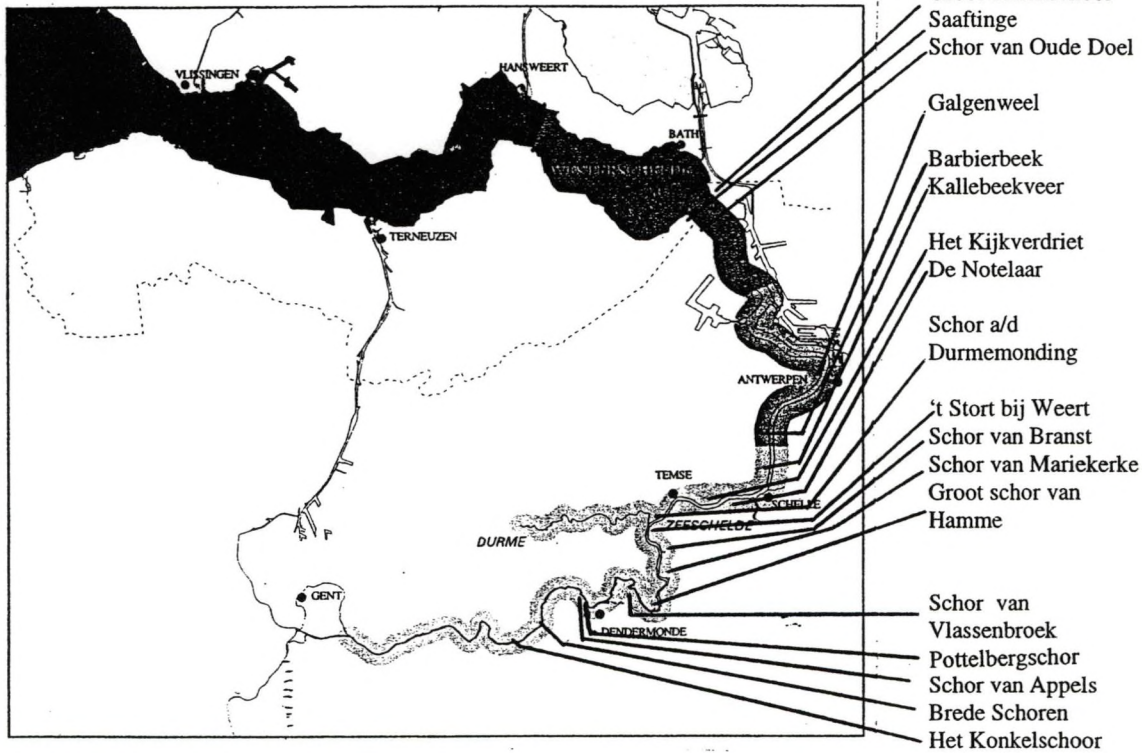 Saaftinge
Schor van Oude Doel
Galgenweel
Barbierbeek
Kallebeekveer
Het Kijkverdriet
De Notelaar
Schor a/d
Durmemonding
't Stort bij Weert
Schor van Branst
Schor van Mariekerke
Groot schor van
Hamme
Schor van
Vlassenbroek
Pottelbergschor
Schor van Appels
Brede Schoren
Het Konkelschoor
VLISSINGEN
HANSWEERT
BATH
WESTERSCHELDE
TERNEUZEN
ANTWERPEN
TEMSE
SCHELLE
ZEESCHELDE
DURME
GENT
DENDERMONDE